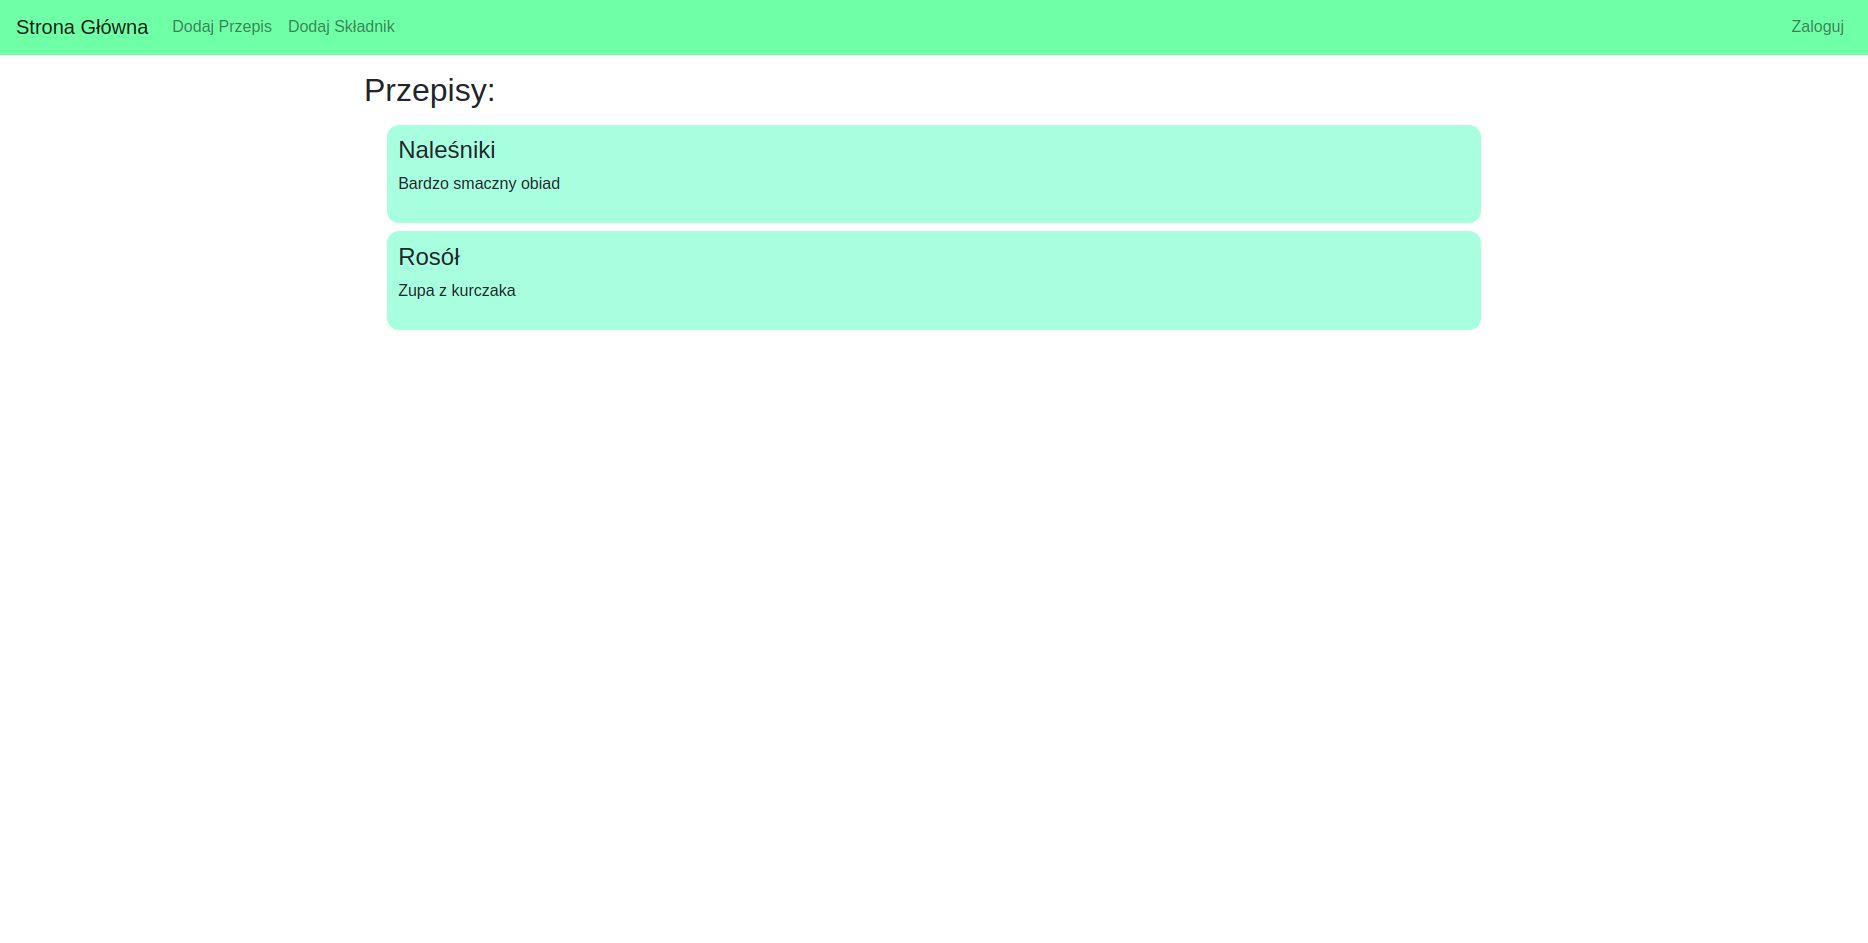 Strona Główna Dodaj Przepis Dodaj Składnik Zaloguj
Przepisy:
Naleśniki
Bardzo smaczny obiad
Rosół
Zupa z kurczaka